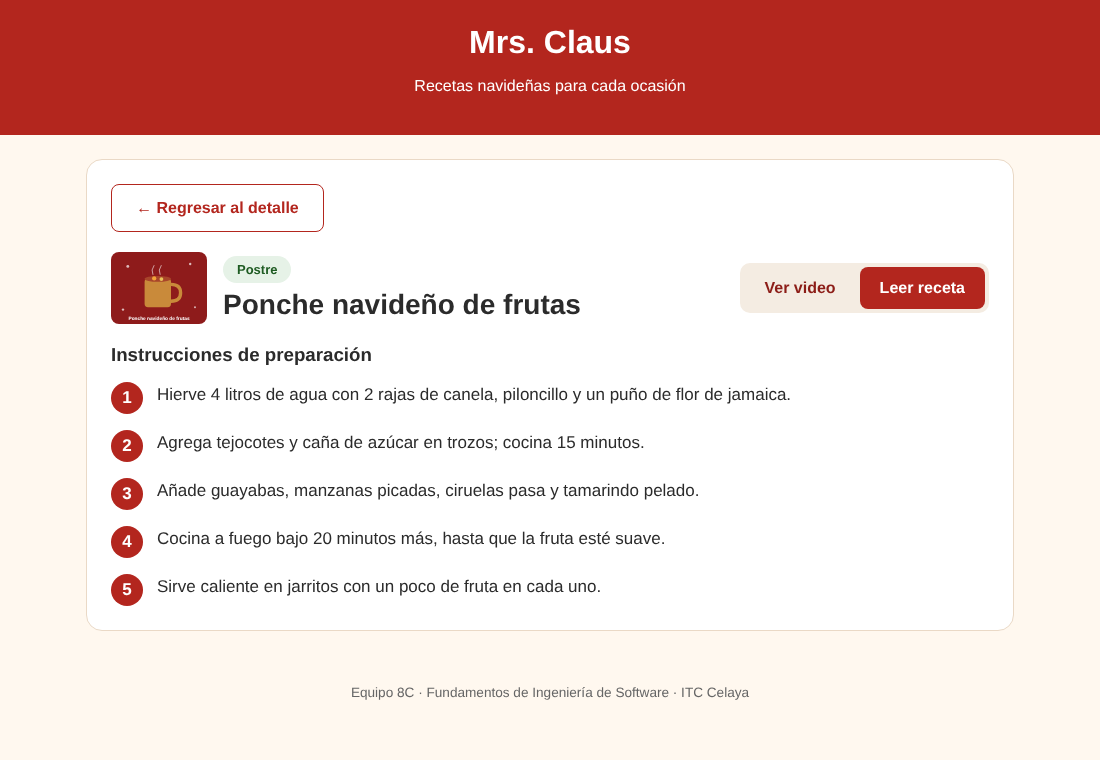 Mrs. Claus
Recetas navideñas para cada ocasión
← Regresar al detalle
Ponche navideño de frutas
Postre
Ponche navideño de frutas
Ver video
Leer receta
Instrucciones de preparación
1 Hierve 4 litros de agua con 2 rajas de canela, piloncillo y un puño de flor de jamaica.
2 Agrega tejocotes y caña de azúcar en trozos; cocina 15 minutos.
3 Añade guayabas, manzanas picadas, ciruelas pasa y tamarindo pelado.
4 Cocina a fuego bajo 20 minutos más, hasta que la fruta esté suave.
5 Sirve caliente en jarritos con un poco de fruta en cada uno.
Equipo 8C · Fundamentos de Ingeniería de Software · ITC Celaya